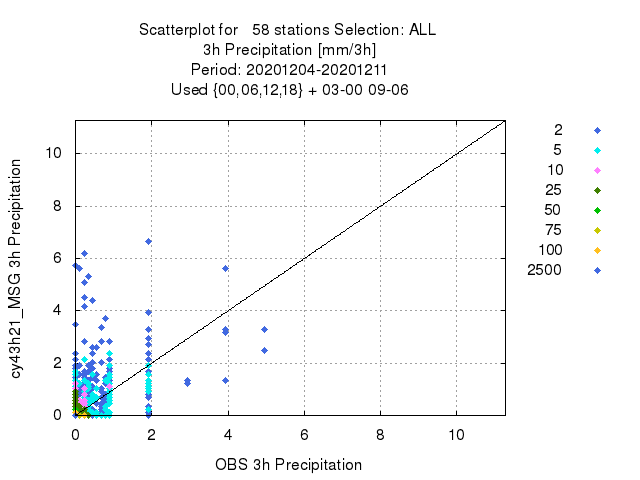 Scatterplot for 58 stations Selection: ALL
3h Precipitation [mm/3h]
Period: 20201204-20201211
Used {00,06,12,18} + 03-00 09-06
cy43h21_MSG 3h Precipitation
10
8
6
4
2
0
0 2 4 6 8 10
OBS 3h Precipitation
2
5
10
25
50
75
100
2500